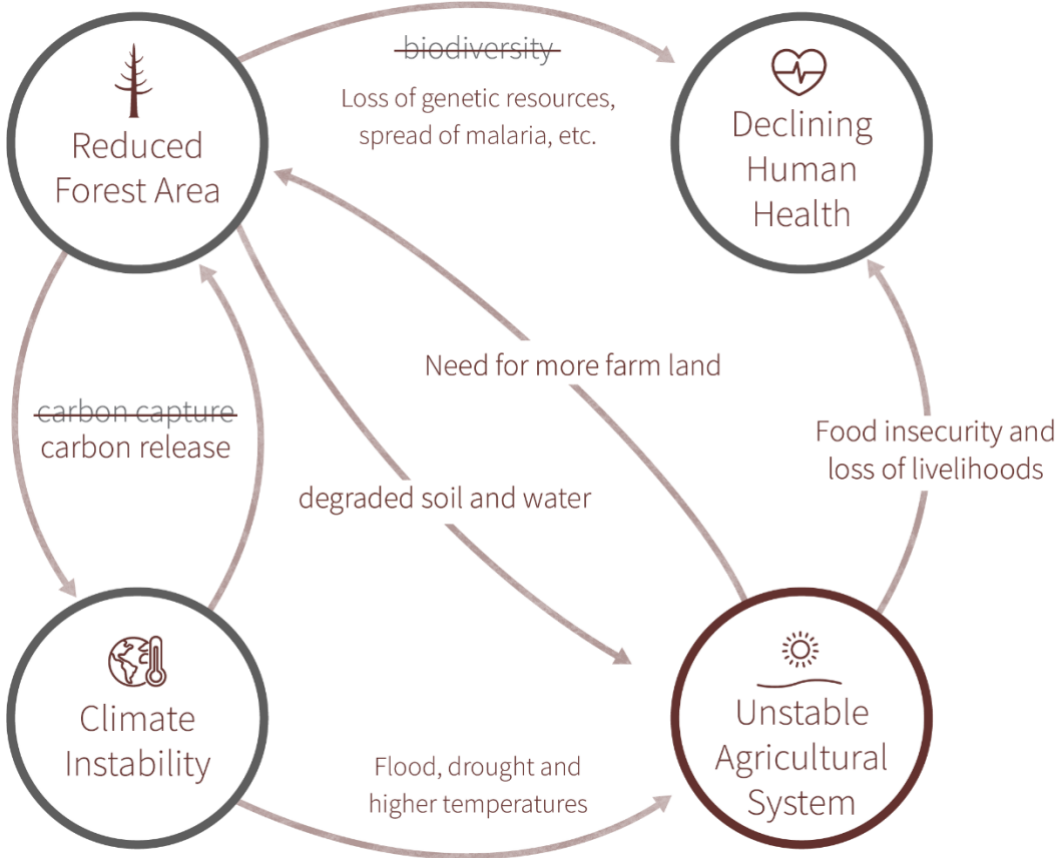 biodiversity
Loss of genetic resources,
spread of malaria, etc.
Reduced
Forest Area
Declining
Human
Health
Need for more farm land
carbon capture
carbon release
degraded soil and water
Food insecurity and
loss of livelihoods
Climate
Instability
Flood, drought and
higher temperatures
Unstable
Agricultural
System